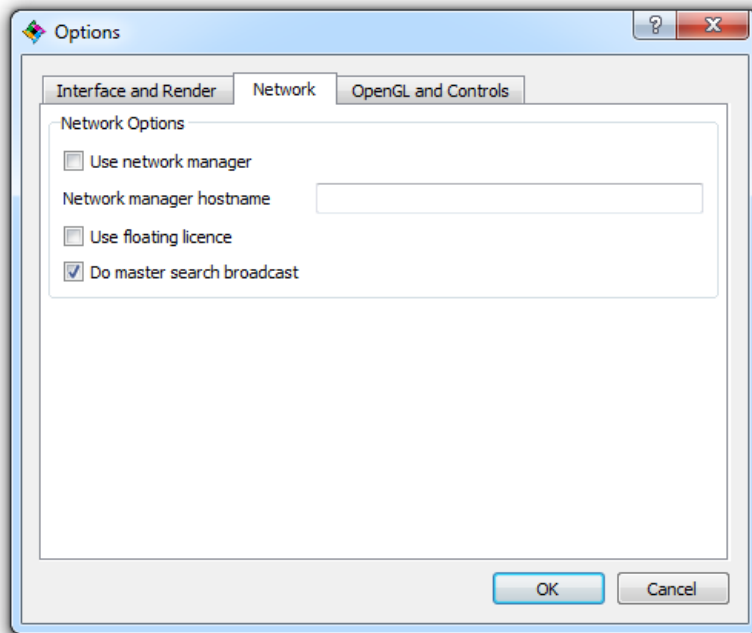 Options
Interface and Render Network OpenGL and Controls
Network Options
Use network manager
Network manager hostname
Use floating licence
Do master search broadcast
OK Cancel